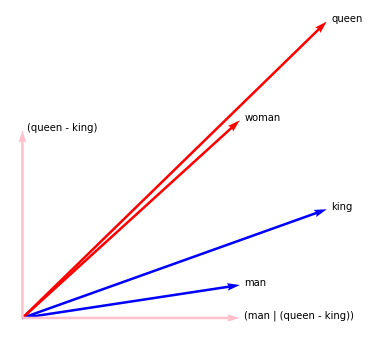 queen
woman
(queen - king)
king
man
(man | (queen - king))